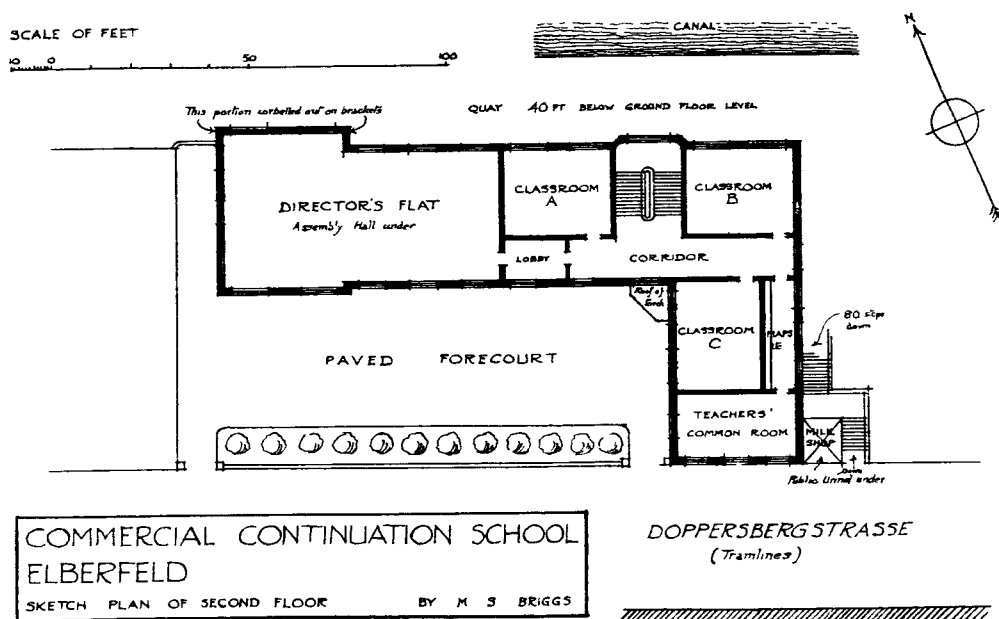 SCALE OF FEET
10 0 50 100
CANAL
N
This portion corbelled out on brackets
QUAY 40 FT BELOW GROUND FLOOR LEVEL
DIRECTOR'S FLAT
Assembly Hall under
CLASSROOM
A
CLASSROOM
B
LOBBY
CORRIDOR
Roof of
Porch
CLASSROOM
C
MAPS
80 steps
down
PAVED FORECOURT
TEACHERS'
COMMON ROOM
MILK
SHOP
Down
Public Urinal under
COMMERCIAL CONTINUATION SCHOOL
ELBERFELD
SKETCH PLAN OF SECOND FLOOR BY M S BRIGGS
DOPPERSBERGSTRASSE
(Tramlines)